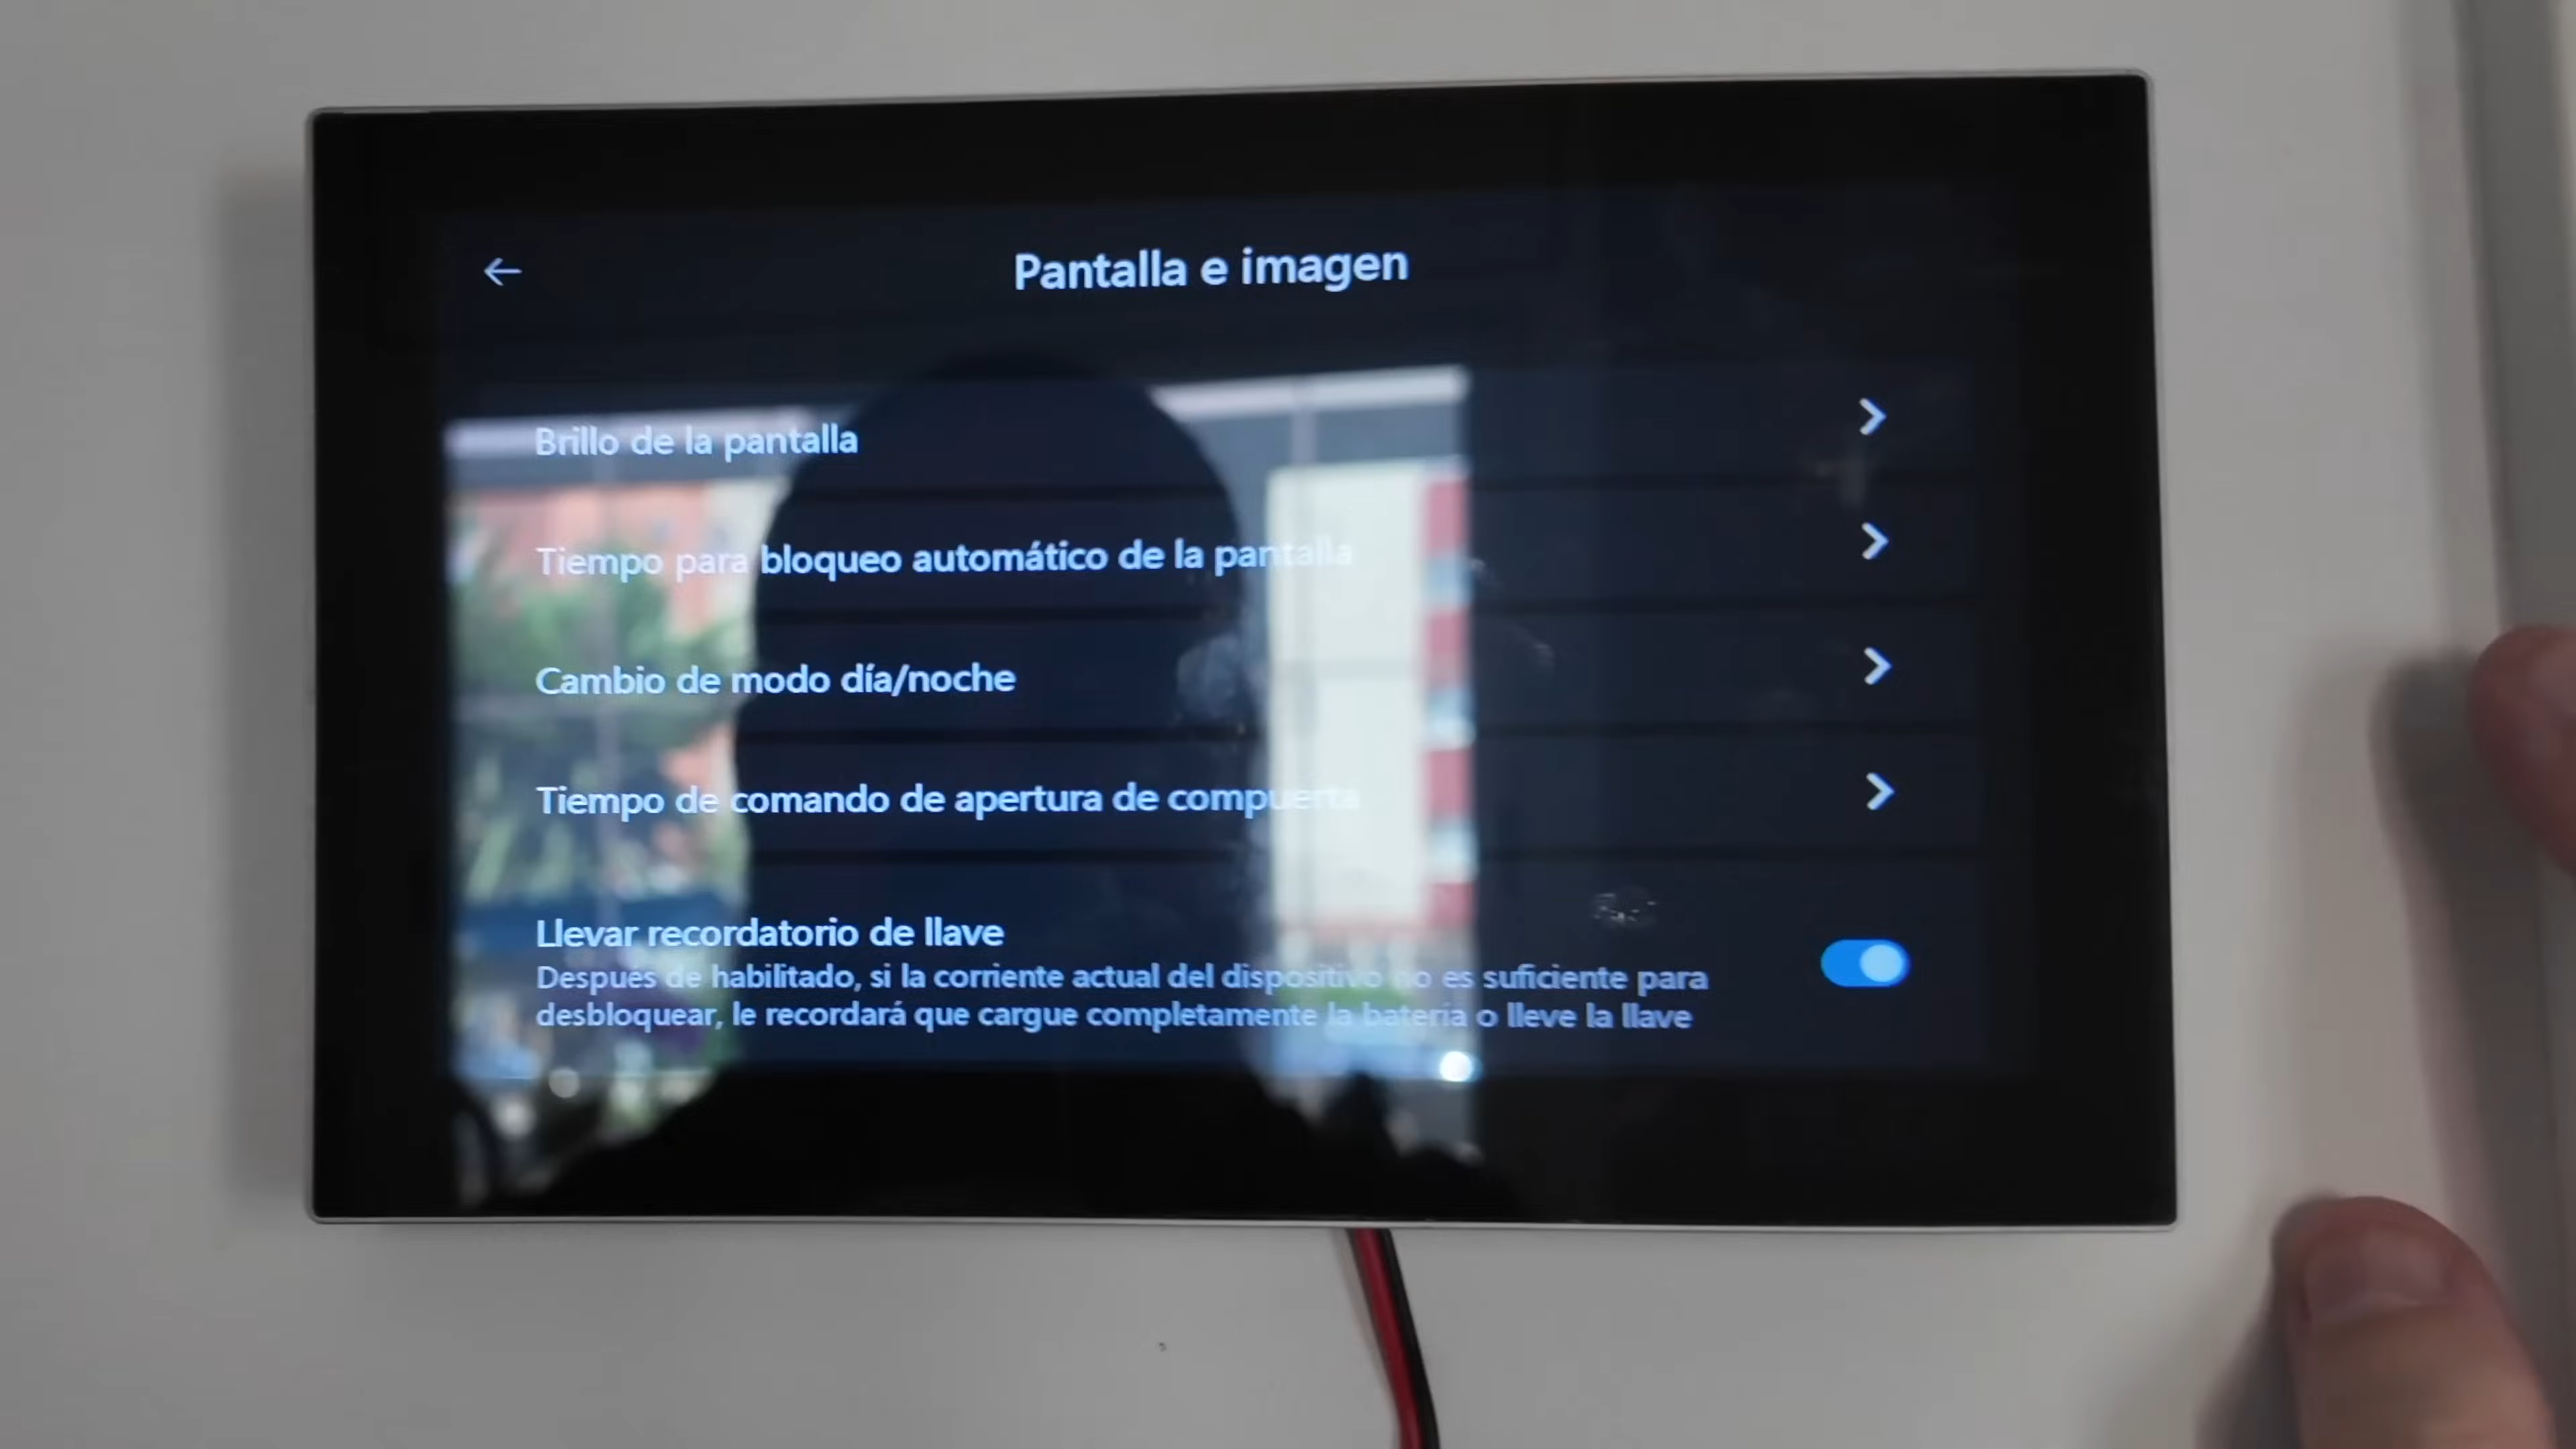 Pantalla e imagen
Brillo de la pantalla
Tiempo para bloqueo automático de la pantalla
Cambio de modo día/noche
Tiempo de comando de apertura de compuerta
Llevar recordatorio de llave
Después de habilitado, si la corriente actual del dispositivo no es suficiente para
desbloquear, le recordará que cargue completamente la batería o lleve la llave